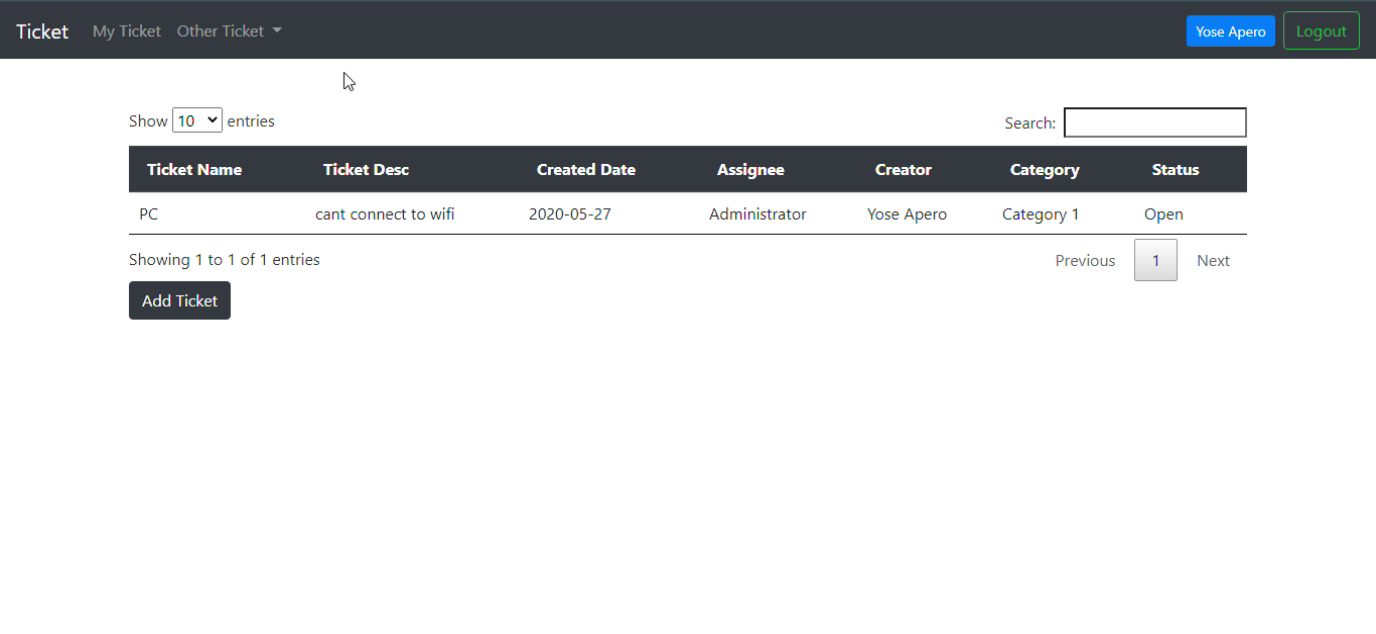 Ticket My Ticket Other Ticket Yose Apero Logout
Show 10 entries Search:
Ticket Name Ticket Desc Created Date Assignee Creator Category Status
PC cant connect to wifi 2020-05-27 Administrator Yose Apero Category 1 Open
Showing 1 to 1 of 1 entries Previous 1 Next
Add Ticket